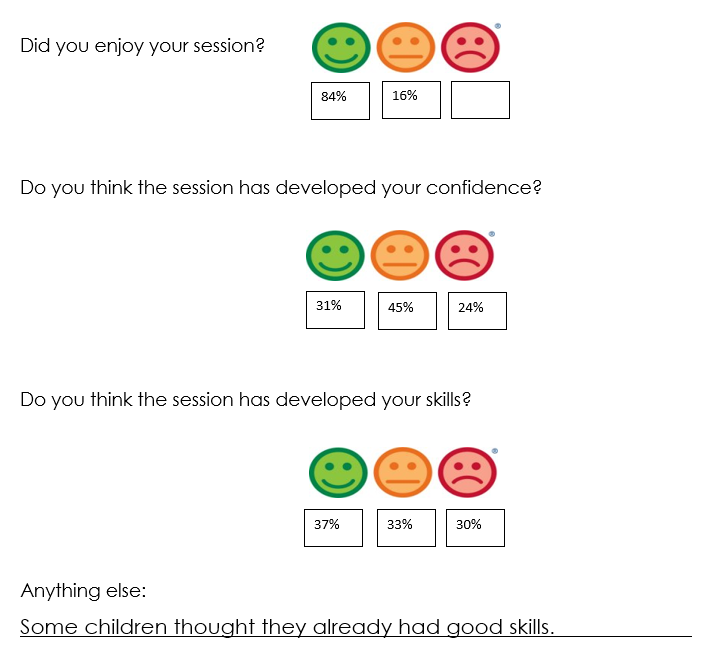 Did you enjoy your session?
84% 16%
Do you think the session has developed your confidence?
31% 45% 24%
Do you think the session has developed your skills?
37% 33% 30%
Anything else:
Some children thought they already had good skills.